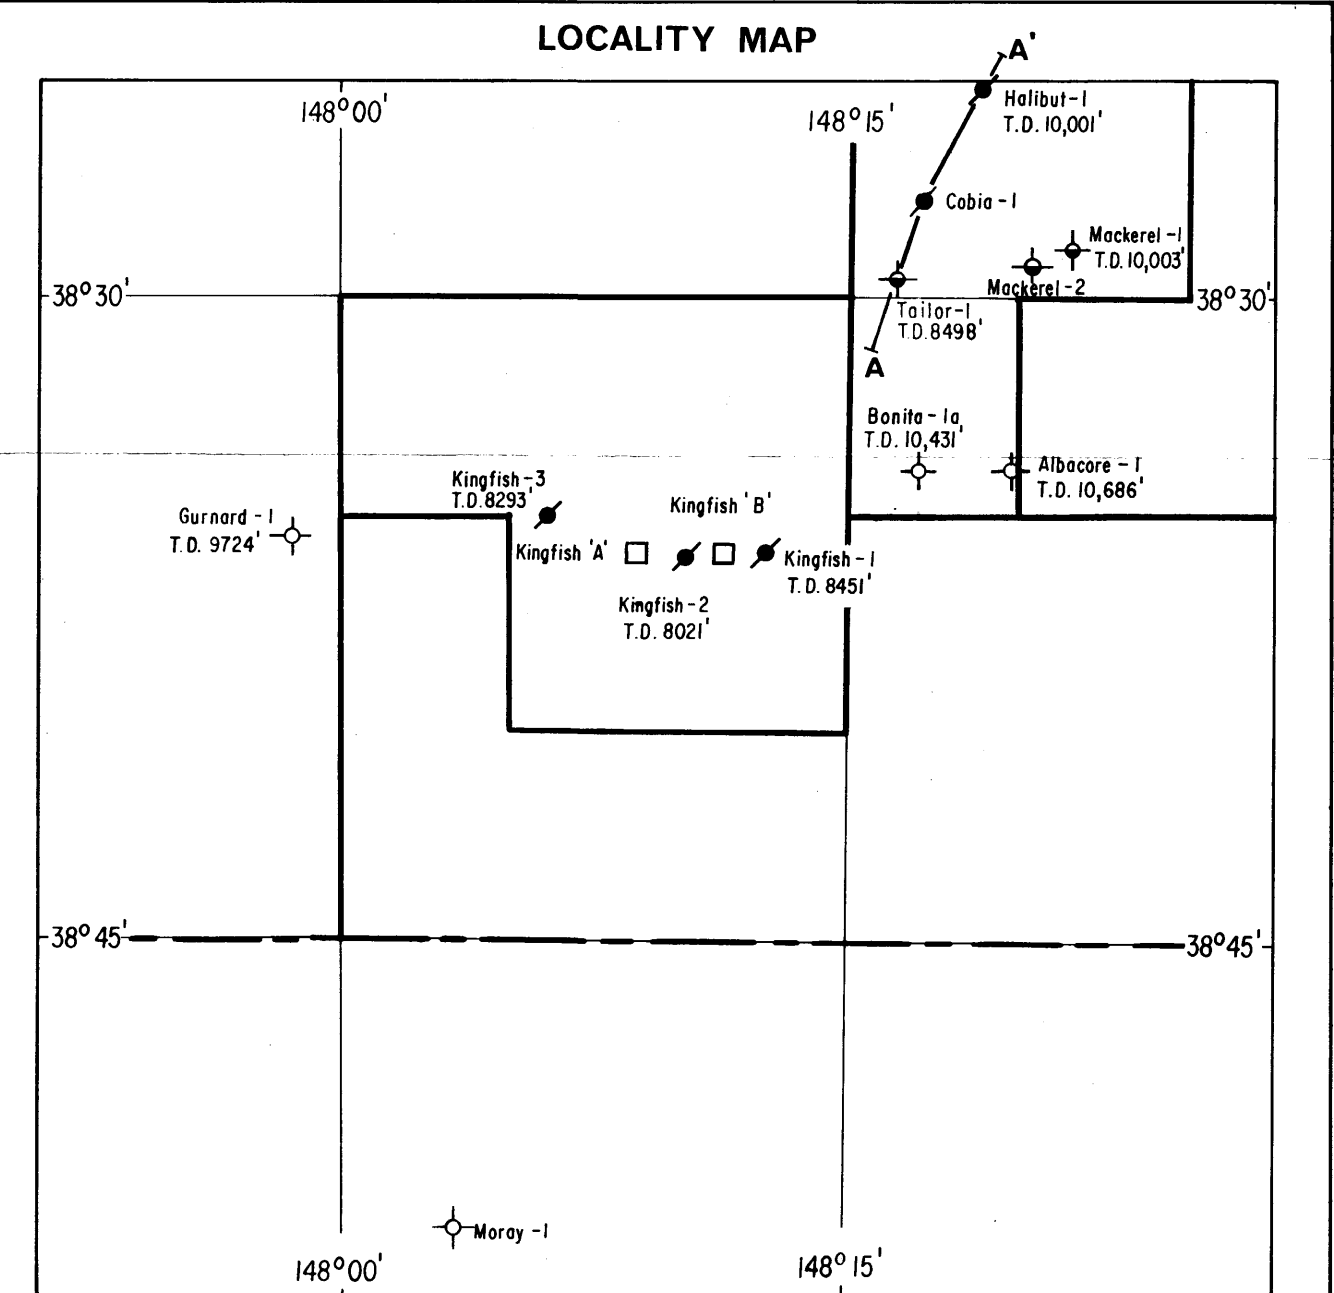 LOCALITY MAP
A'
148°00'
148°15'
Halibut-1
T.D. 10,001'
Cobia-1
Mackerel-1
T.D. 10,003'
Mackerel-2
38°30'
38°30'
Tailor-1
T.D. 8498'
A
Bonita-1a
T.D. 10,431'
Albacore-1
T.D. 10,686'
Kingfish-3
T.D. 8293'
Kingfish 'B'
Gurnard-1
T.D. 9724'
Kingfish 'A'
Kingfish-1
T.D. 8451'
Kingfish-2
T.D. 8021'
38°45'
38°45'
Moray-1
148°00'
148°15'